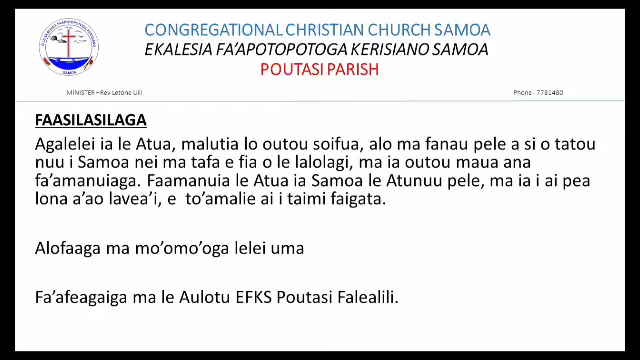 CONGREGATIONAL CHRISTIAN CHURCH SAMOA
EKALESIA FA'APOTOPOTOGA KERISIANO SAMOA
POUTASI PARISH
MINISTER –Rev Letone Uili
Phone - 7781480
FAASILASILAGA
Agalelei ia le Atua, malutia lo outou soifua, alo ma fanau pele a si o tatou
nuu i Samoa nei ma tafa e fia o le lalolagi, ma ia outou maua ana
fa'amanuiaga. Faamanuia le Atua ia Samoa le Atunuu pele, ma ia i ai pea
lona a'ao lavea'i, e to'amalie ai i taimi faigata.
Alofaaga ma mo'omo'oga lelei uma
Fa'afeagaiga ma le Aulotu EFKS Poutasi Falealili.